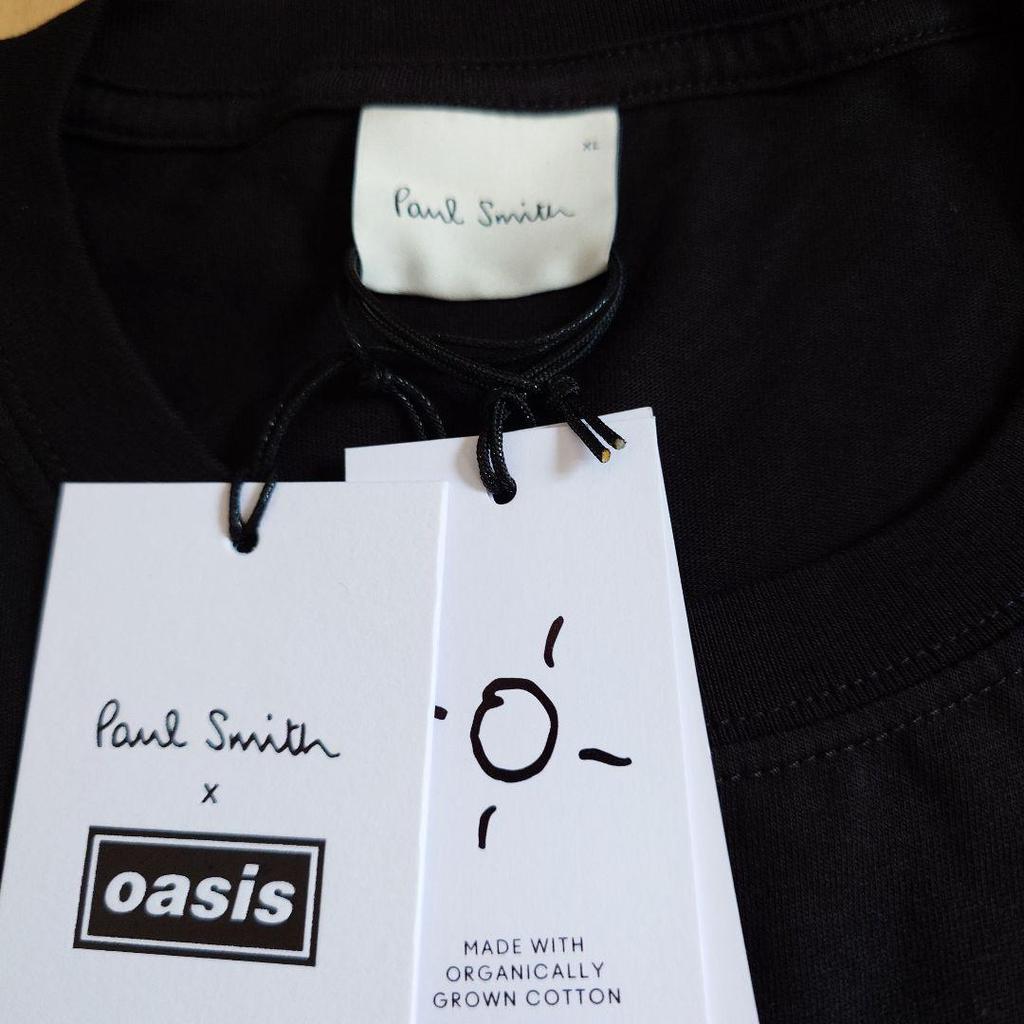 XL
Paul Smith
Paul Smith
x
oasis
MADE WITH
ORGANICALLY
GROWN COTTON